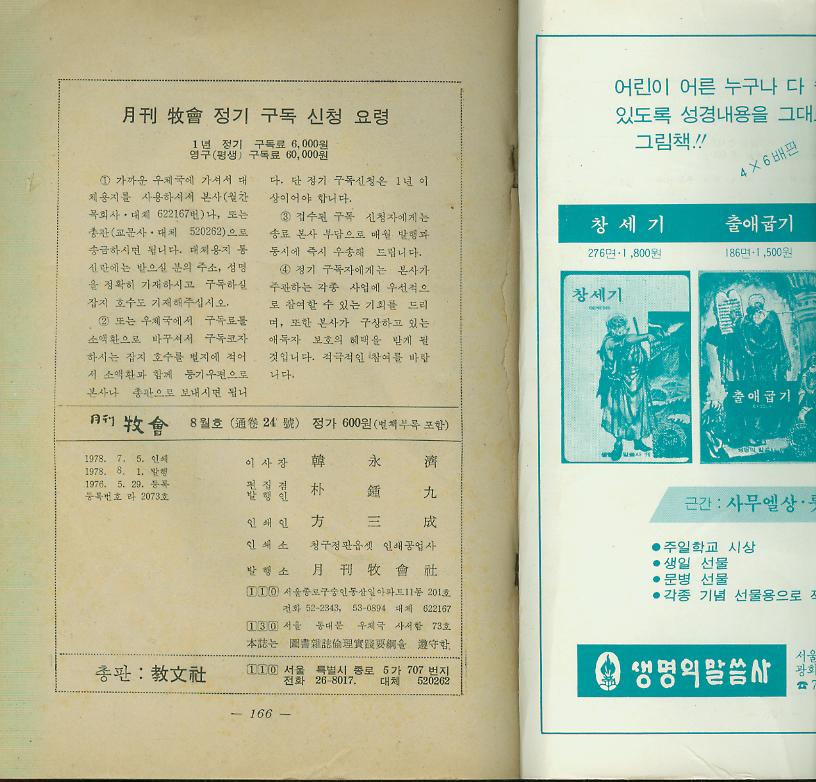 月刊 牧會 정기 구독 신청 요령
1년 정기 구독료 6,000원
영구(평생) 구독료 60,000원
① 가까운 우체국에 가셔서 대
체용지를 사용하셔서 본사(월간
목회사·대체 622167번)나, 또는
총판(교문사·대체 520262)으로
송금하시면 됩니다. 대체용지 통
신란에는 받으실 분의 주소, 성명
을 정확히 기재하시고 구독하실
잡지 호수도 기재해주십시오.
② 또는 우체국에서 구독료를
소액환으로 바꾸셔서 구독코자
하시는 잡지 호수를 별지에 적어
서 소액환과 함께 등기우편으로
본사나 총판으로 보내시면 됩니
다. 단 정기 구독신청은 1년 이
상이어야 합니다.
③ 접수된 구독 신청자에게는
송료 본사 부담으로 매월 발행과
동시에 즉시 우송해 드립니다.
④ 정기 구독자에게는 본사가
주관하는 각종 사업에 우선적으
로 참여할 수 있는 기회를 드리
며, 또한 본사가 구상하고 있는
애독자 보호의 혜택을 받게 될
것입니다. 적극적인 참여를 바랍
니다.
月刊 牧會 8월호 (通卷 24 號) 정가 600원(별책부록 포함)
1978. 7. 5. 인쇄
1978. 8. 1. 발행
1976. 5. 29. 등록
등록번호 라 2073호
이사장 韓永濟
편집겸
발행인 朴鍾九
인쇄인 方三成
인쇄소 청구정판옵셋 인쇄공업사
발행소 月刊牧會社
110 서울종로구숭인동삼일아파트11동 201호
전화 52-2343, 53-0894 대체 622167
130 서울 동대문 우체국 사서함 73호
本誌는 圖書雜誌倫理實踐要綱을 遵守함
총판 : 教文社 110 서울 특별시 종로 5가 707 번지
전화 26-8017. 대체 520262
— 166 —
어린이 어른 누구나 다
있도록 성경내용을 그대
그림책!!
4×6배판
창세기 출애굽기
276면·1,800원 186면·1,500원
창세기
GENESIS
출애굽기
근간 : 사무엘상·룻
●주일학교 시상
●생일 선물
●문병 선물
●각종 기념 선물용으로
생명의말씀사
서울
광화
☎7